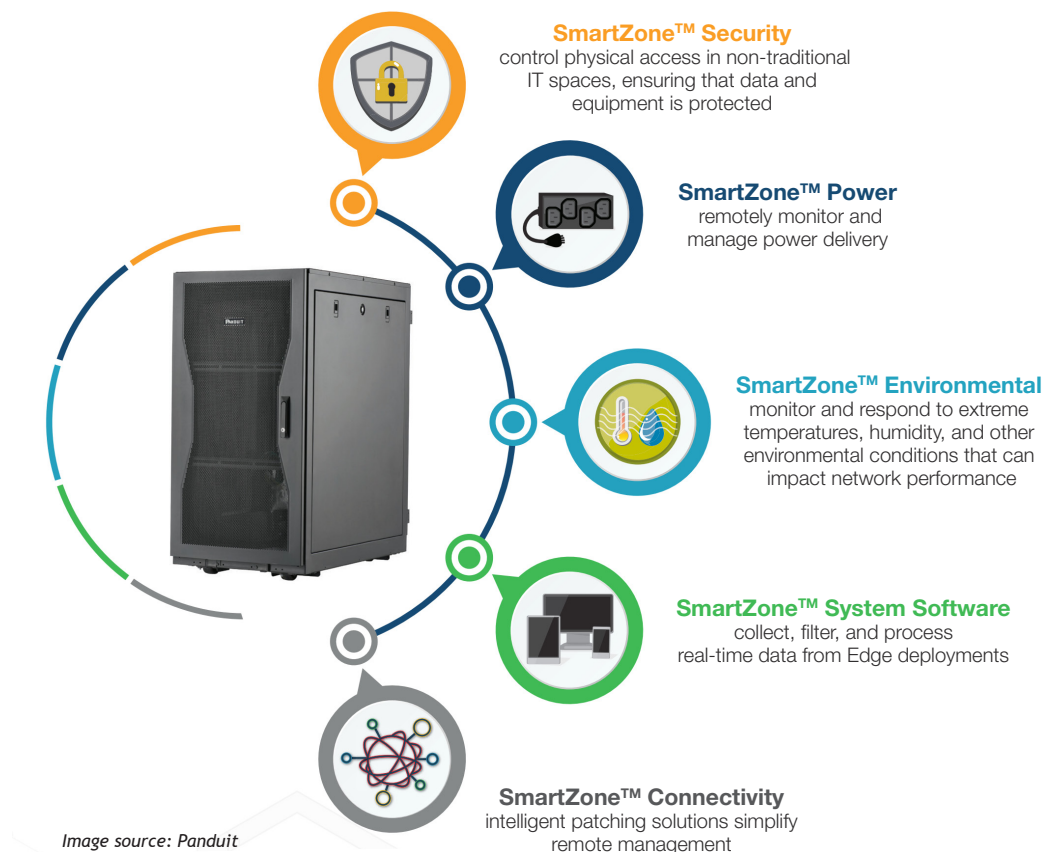 SmartZone™ Security
control physical access in non-traditional
IT spaces, ensuring that data and
equipment is protected
SmartZone™ Power
remotely monitor and
manage power delivery
PANDUIT
SmartZone™ Environmental
monitor and respond to extreme
temperatures, humidity, and other
environmental conditions that can
impact network performance
SmartZone™ System Software
collect, filter, and process
real-time data from Edge deployments
SmartZone™ Connectivity
intelligent patching solutions simplify
remote management
Image source: Panduit